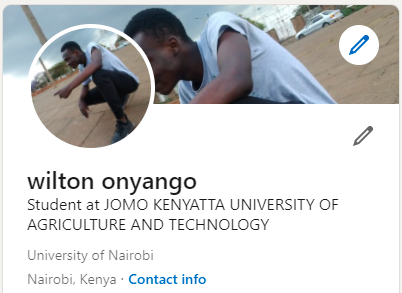 wilton onyango
Student at JOMO KENYATTA UNIVERSITY OF
AGRICULTURE AND TECHNOLOGY
University of Nairobi
Nairobi, Kenya · Contact info